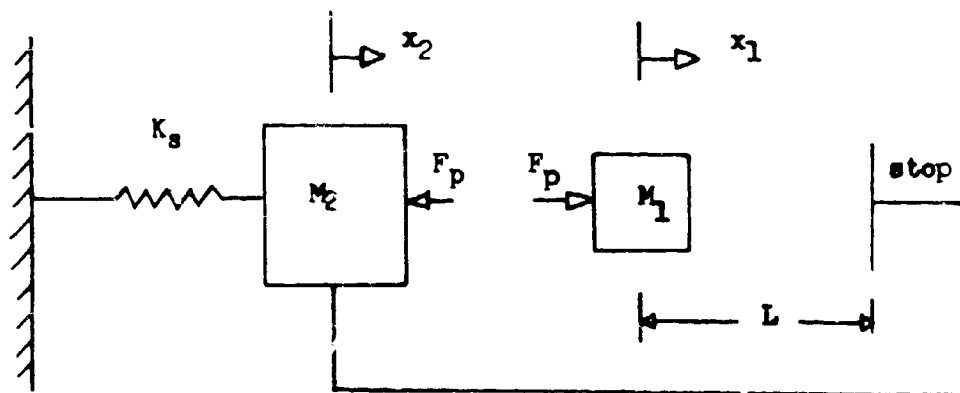 x₂
x₁
Kₛ
M₂
Fₚ
Fₚ
M₁
stop
L